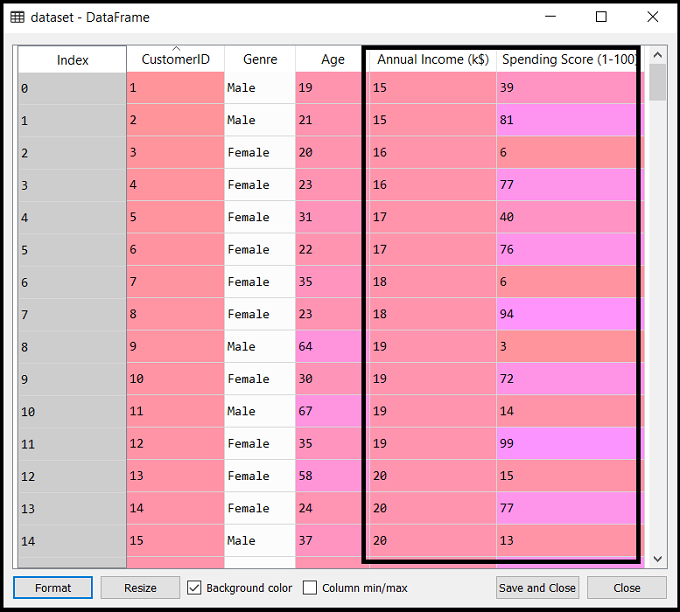 dataset - DataFrame
Index CustomerID Genre Age Annual Income (k$) Spending Score (1-100)
0 1 Male 19 15 39
1 2 Male 21 15 81
2 3 Female 20 16 6
3 4 Female 23 16 77
4 5 Female 31 17 40
5 6 Female 22 17 76
6 7 Female 35 18 6
7 8 Female 23 18 94
8 9 Male 64 19 3
9 10 Female 30 19 72
10 11 Male 67 19 14
11 12 Female 35 19 99
12 13 Female 58 20 15
13 14 Female 24 20 77
14 15 Male 37 20 13
Format Resize Background color Column min/max Save and Close Close